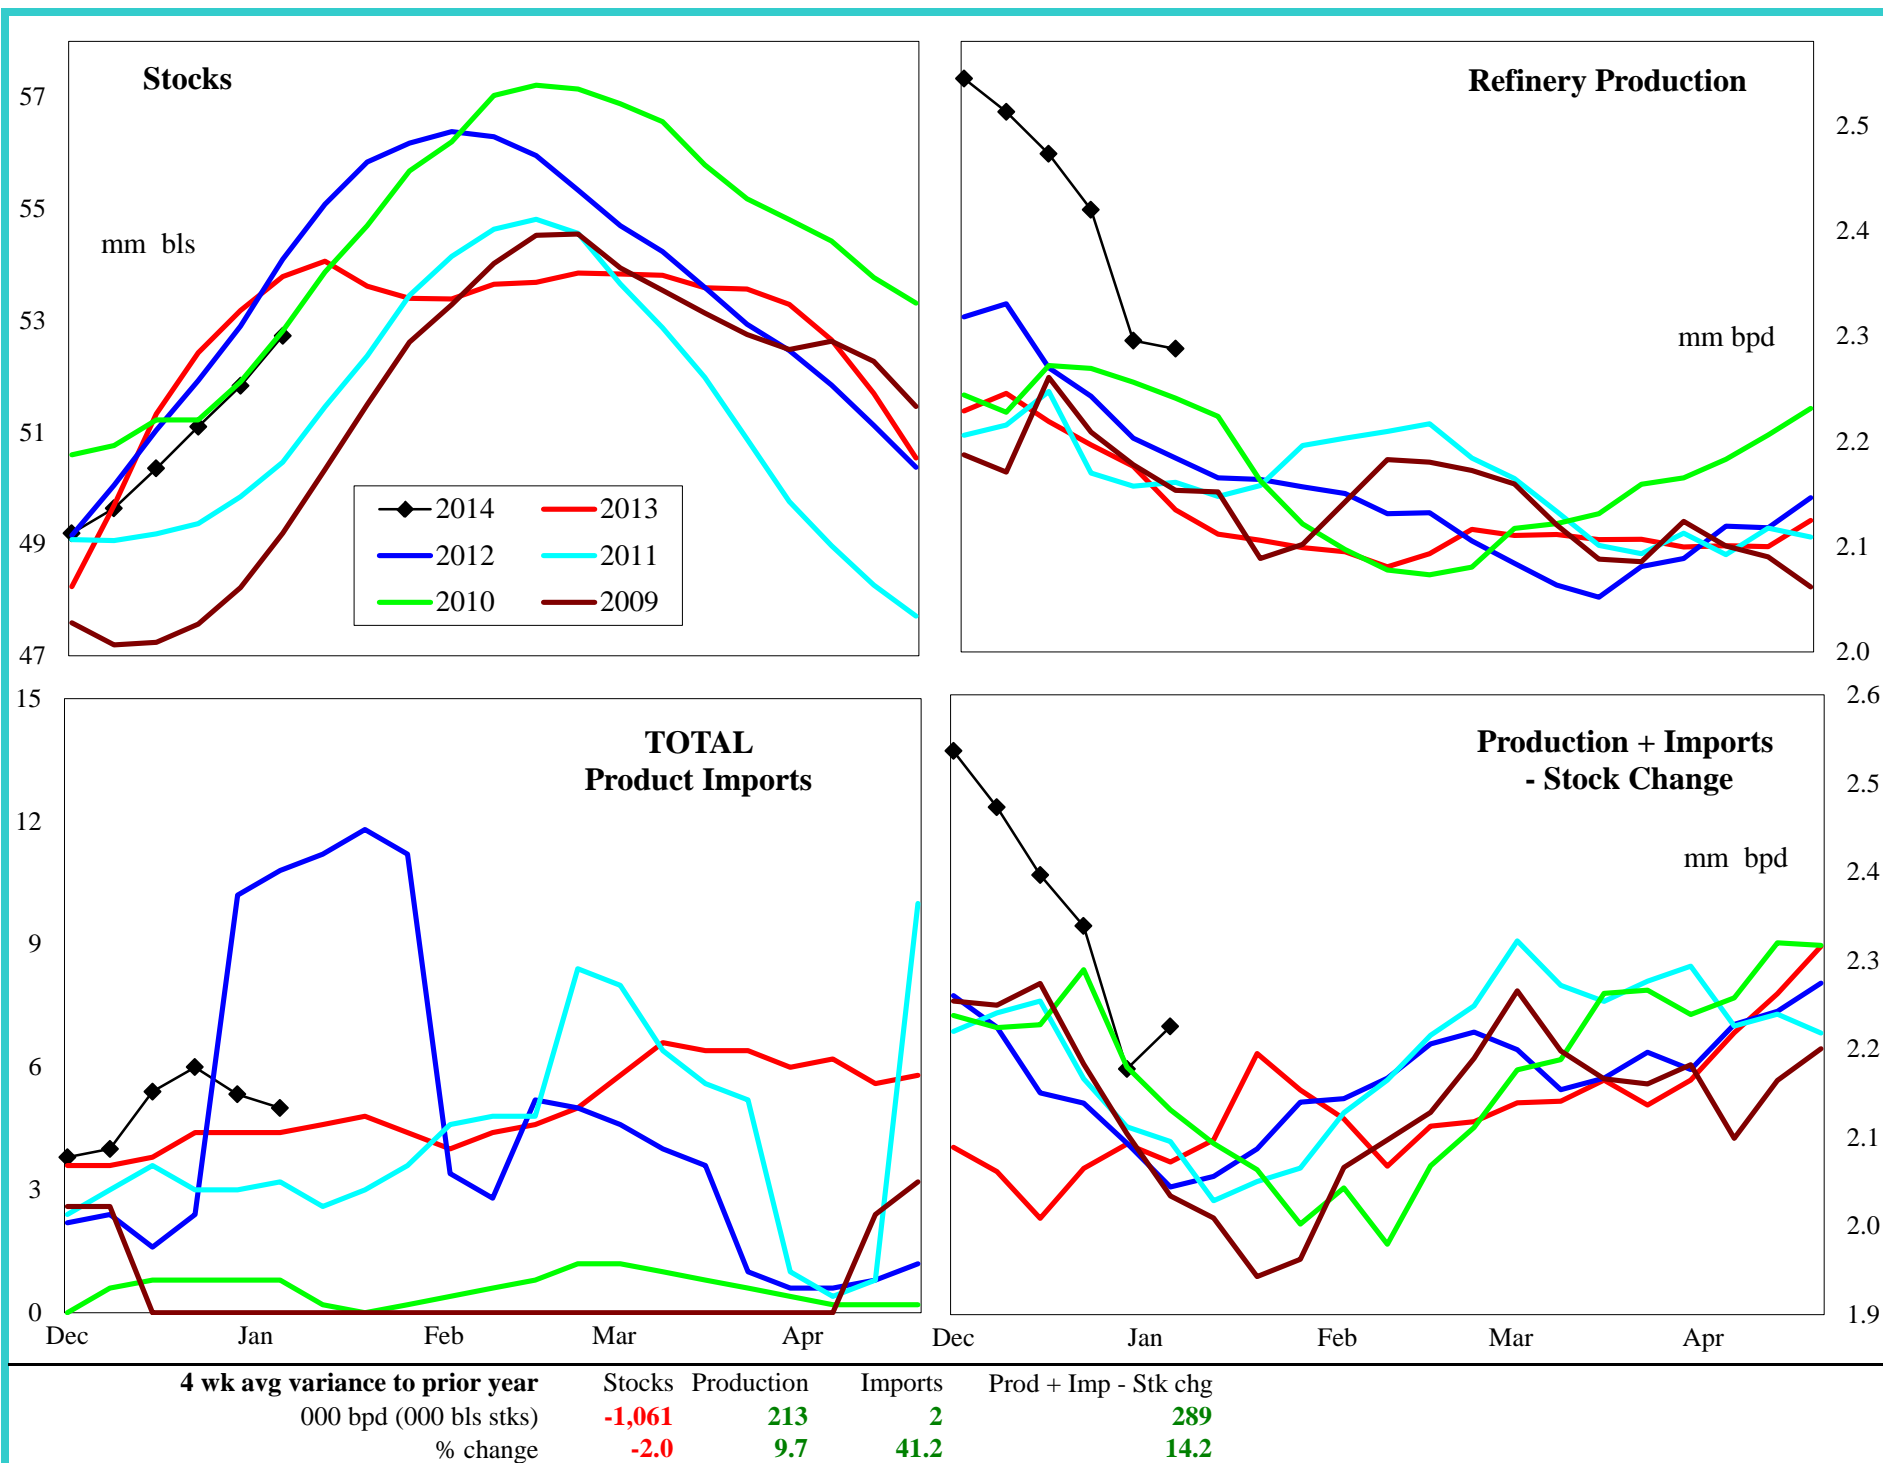 Stocks
57
55
53
51
49
47
mm bls
2014
2013
2012
2011
2010
2009
Refinery Production
2.5
2.4
2.3
2.2
2.1
2.0
mm bpd
TOTAL
Product Imports
15
12
9
6
3
0
Dec Jan Feb Mar Apr
Production + Imports
- Stock Change
mm bpd
2.6
2.5
2.4
2.3
2.2
2.1
2.0
1.9
Dec Jan Feb Mar Apr
4 wk avg variance to prior year Stocks Production Imports Prod + Imp - Stk chg
000 bpd (000 bls stks) -1,061 213 2 289
% change -2.0 9.7 41.2 14.2